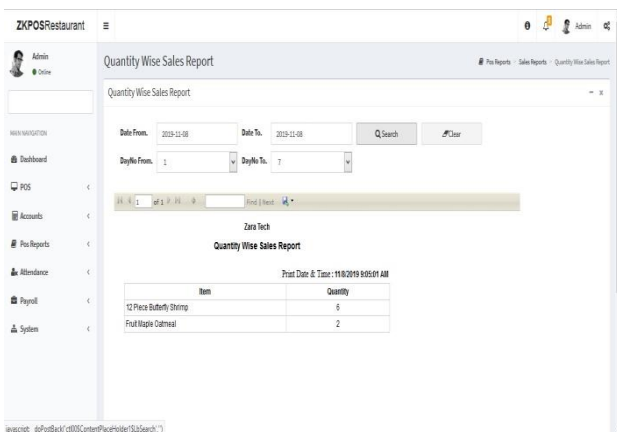 ZKPOSRestaurant
Admin
Admin
Online
Quantity Wise Sales Report
Pos Reports Sales Reports Quantity Wise Sales Report
Quantity Wise Sales Report
MAIN NAVIGATION
Dashboard
POS
Accounts
Pos Reports
Attendance
Payroll
System
Date From. 2019-11-08 Date To. 2019-11-08 Search Clear
DayNo From. 1 DayNo To. 7
1 of 1 Find | Next
Zara Tech
Quantity Wise Sales Report
Print Date & Time : 11/8/2019 9:05:01 AM
Item Quantity
12 Piece Butterfly Shrimp 6
Fruit Maple Oatmeal 2
javascript:__doPostBack('ctl00$ContentPlaceHolder1$LbSearch','')